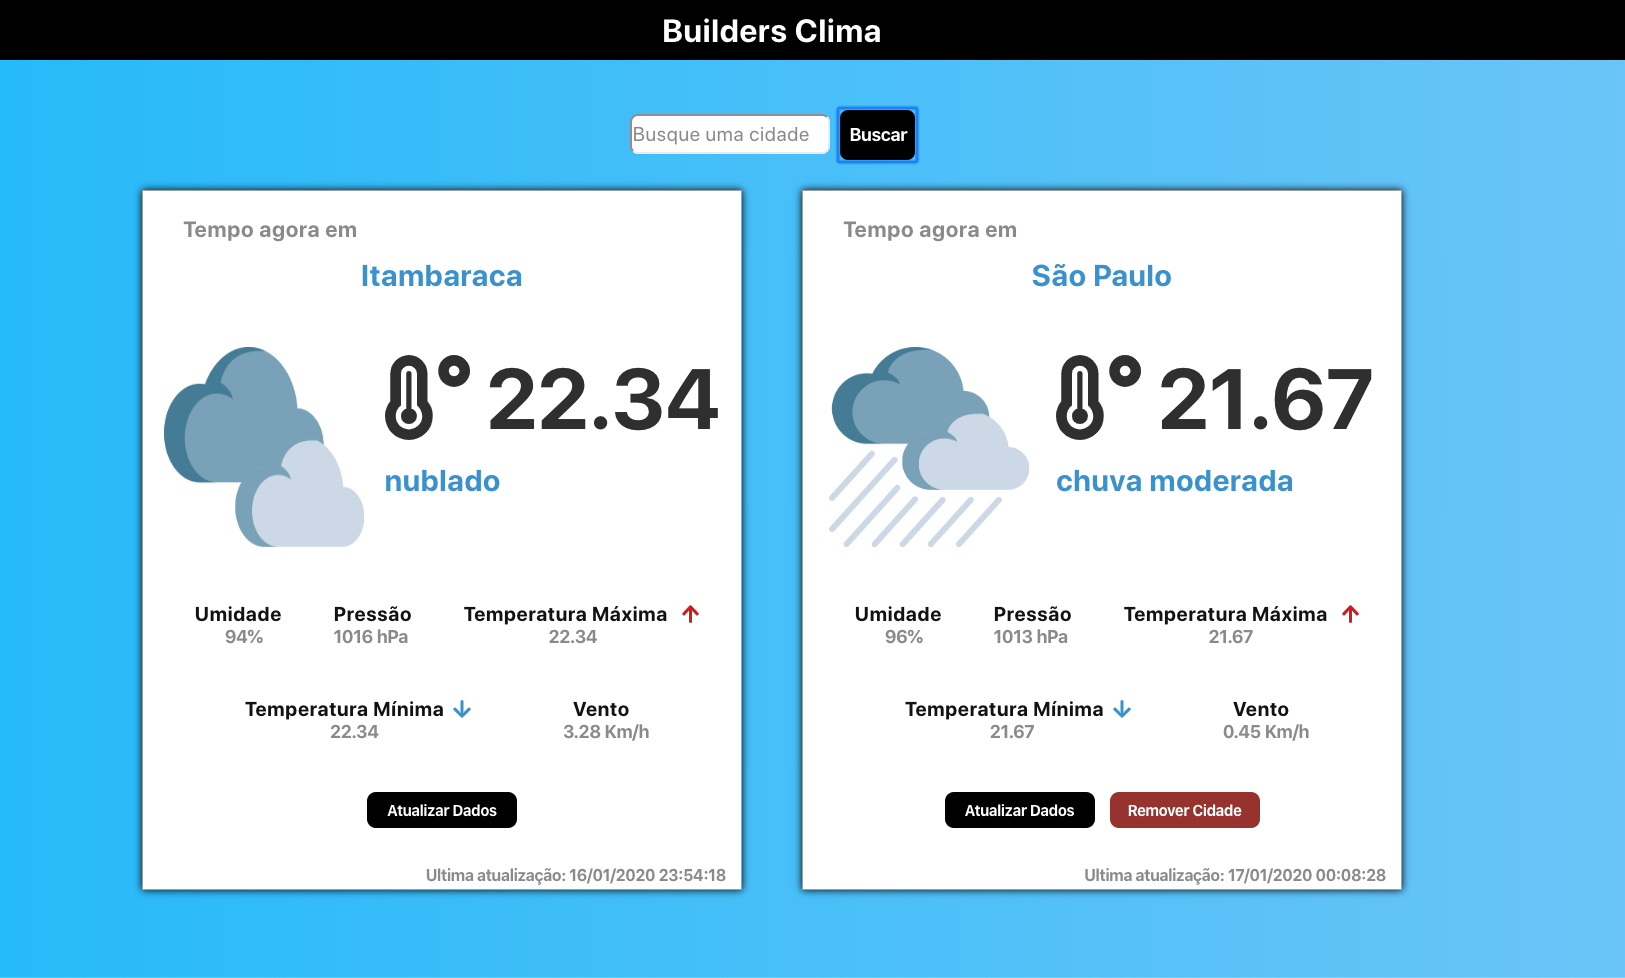 Builders Clima
Busque uma cidade
Buscar
Tempo agora em
Itambaraca
22.34
nublado
Umidade
94%
Pressão
1016 hPa
Temperatura Máxima
22.34
Temperatura Mínima
22.34
Vento
3.28 Km/h
Atualizar Dados
Ultima atualização: 16/01/2020 23:54:18
Tempo agora em
São Paulo
21.67
chuva moderada
Umidade
96%
Pressão
1013 hPa
Temperatura Máxima
21.67
Temperatura Mínima
21.67
Vento
0.45 Km/h
Atualizar Dados
Remover Cidade
Ultima atualização: 17/01/2020 00:08:28